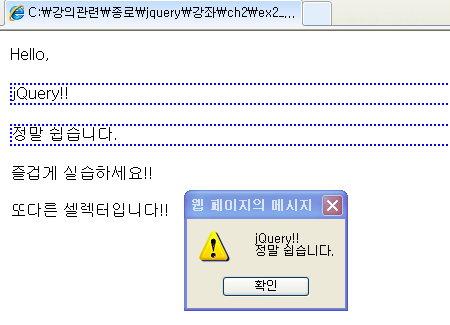 C:₩강의관련₩종로₩jquery₩강좌₩ch2₩ex2_...
Hello,
jQuery!!
정말 쉽습니다.
즐겁게 실습하세요!!
또다른 셀렉터입니다!!
웹 페이지의 메시지
jQuery!!
정말 쉽습니다.
확인